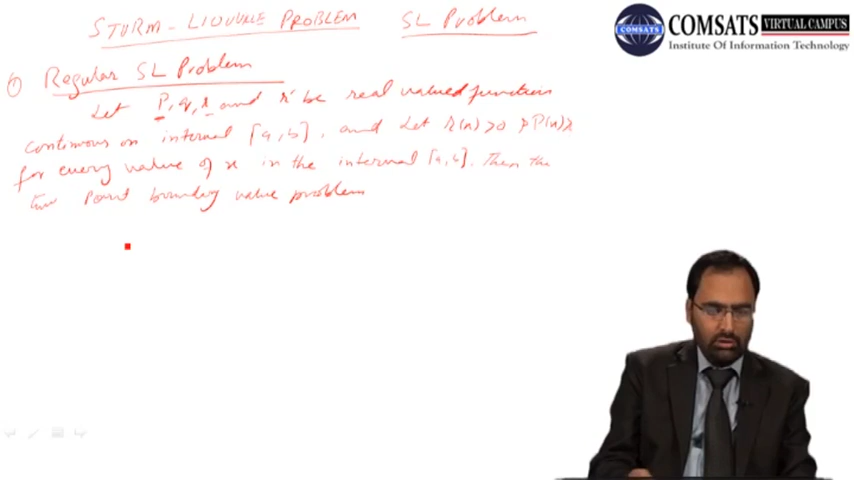 STURM-LIOUVILLE PROBLEM SL Problem
COMSATS VIRTUAL CAMPUS
Institute Of Information Technology
① Regular SL Problem
Let P, q, r and r' be real valued functions
continuous on interval [a,b], and Let r(x)>0 P(x)
for every value of x in the interval [a,b]. Then the
two Point boundary value problem